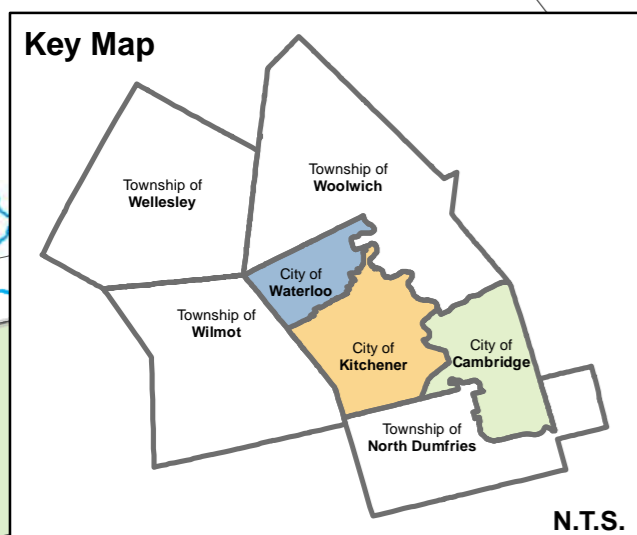 Key Map
Township of
Woolwich
Township of
Wellesley
City of
Waterloo
Township of
Wilmot
City of
Kitchener
City of
Cambridge
Township of
North Dumfries
N.T.S.